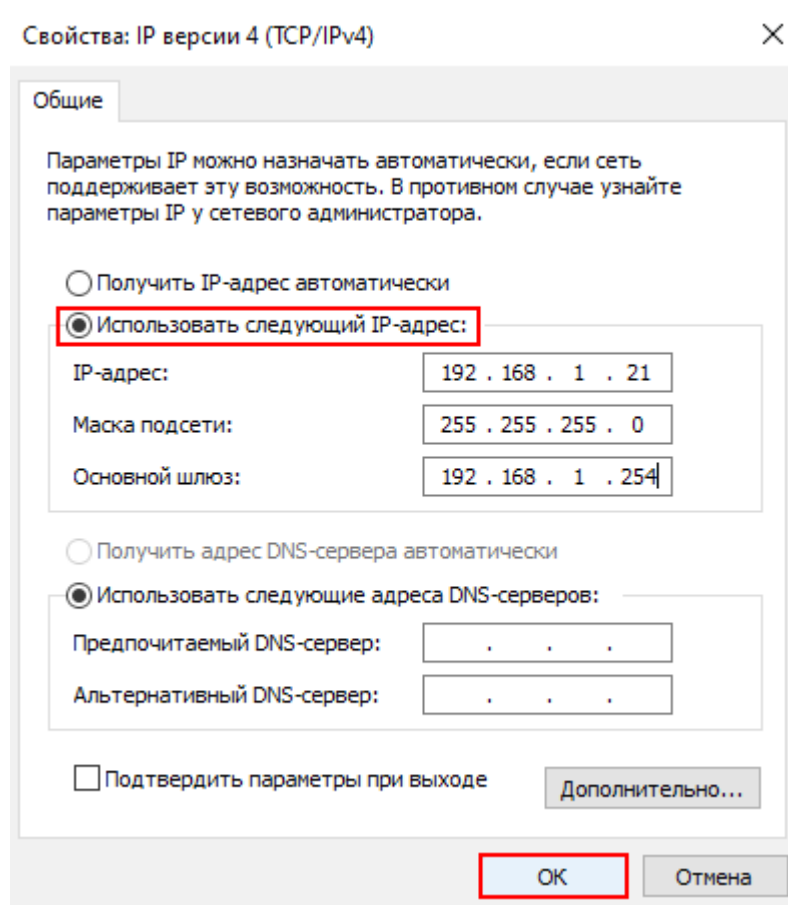 Свойства: IP версии 4 (TCP/IPv4)
Общие
Параметры IP можно назначать автоматически, если сеть
поддерживает эту возможность. В противном случае узнайте
параметры IP у сетевого администратора.
Получить IP-адрес автоматически
Использовать следующий IP-адрес:
IP-адрес: 192 . 168 . 1 . 21
Маска подсети: 255 . 255 . 255 . 0
Основной шлюз: 192 . 168 . 1 . 254
Получить адрес DNS-сервера автоматически
Использовать следующие адреса DNS-серверов:
Предпочитаемый DNS-сервер: . . .
Альтернативный DNS-сервер: . . .
Подтвердить параметры при выходе
Дополнительно...
ОК Отмена